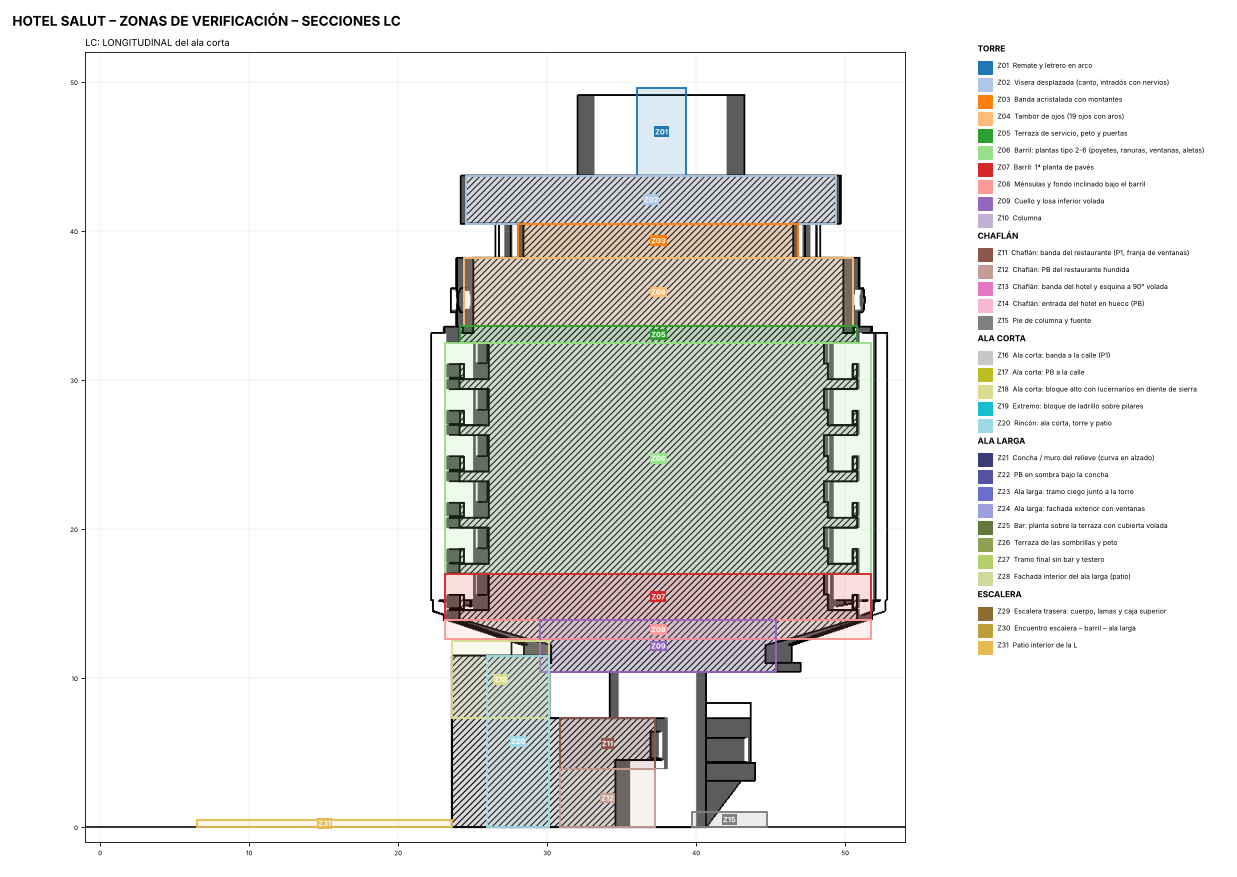 HOTEL SALUT – ZONAS DE VERIFICACIÓN – SECCIONES LC
LC: LONGITUDINAL del ala corta
50
40
30
20
10
0
0
10
20
30
40
50
Z01
Z02
Z03
Z04
Z05
Z06
Z07
Z08
Z09
Z18
Z20
Z11
Z12
Z15
Z31
TORRE
Z01 Remate y letrero en arco
Z02 Visera desplazada (canto, intradós con nervios)
Z03 Banda acristalada con montantes
Z04 Tambor de ojos (19 ojos con aros)
Z05 Terraza de servicio, peto y puertas
Z06 Barril: plantas tipo 2-6 (poyetes, ranuras, ventanas, aletas)
Z07 Barril: 1ª planta de pavés
Z08 Ménsulas y fondo inclinado bajo el barril
Z09 Cuello y losa inferior volada
Z10 Columna
CHAFLÁN
Z11 Chaflán: banda del restaurante (P1, franja de ventanas)
Z12 Chaflán: PB del restaurante hundida
Z13 Chaflán: banda del hotel y esquina a 90° volada
Z14 Chaflán: entrada del hotel en hueco (PB)
Z15 Pie de columna y fuente
ALA CORTA
Z16 Ala corta: banda a la calle (P1)
Z17 Ala corta: PB a la calle
Z18 Ala corta: bloque alto con lucernarios en diente de sierra
Z19 Extremo: bloque de ladrillo sobre pilares
Z20 Rincón: ala corta, torre y patio
ALA LARGA
Z21 Concha / muro del relieve (curva en alzado)
Z22 PB en sombra bajo la concha
Z23 Ala larga: tramo ciego junto a la torre
Z24 Ala larga: fachada exterior con ventanas
Z25 Bar: planta sobre la terraza con cubierta volada
Z26 Terraza de las sombrillas y peto
Z27 Tramo final sin bar y testero
Z28 Fachada interior del ala larga (patio)
ESCALERA
Z29 Escalera trasera: cuerpo, lamas y caja superior
Z30 Encuentro escalera – barril – ala larga
Z31 Patio interior de la L